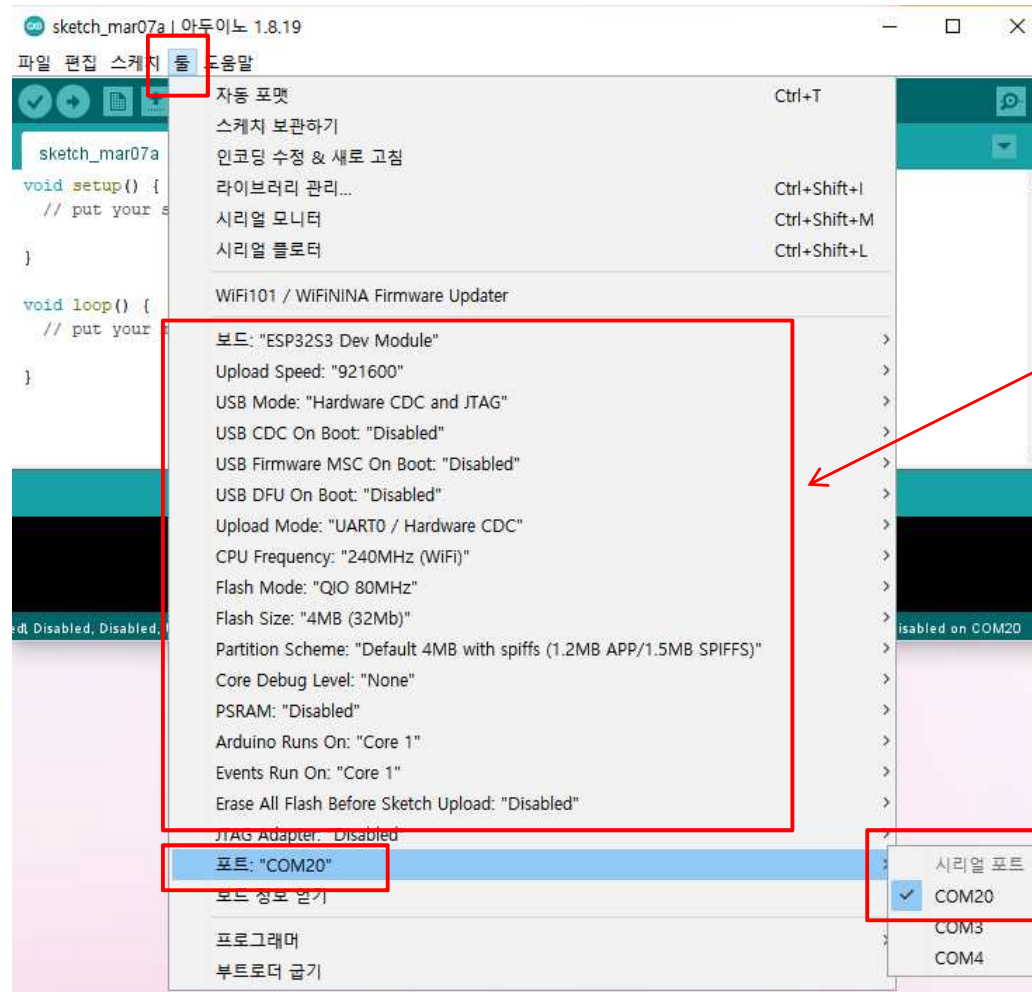 sketch_mar07a | 아두이노 1.8.19
파일 편집 스케치 툴 도움말
자동 포맷 Ctrl+T
스케치 보관하기
sketch_mar07a
인코딩 수정 & 새로 고침
void setup() {
라이브러리 관리... Ctrl+Shift+I
// put your s
시리얼 모니터 Ctrl+Shift+M
시리얼 플로터 Ctrl+Shift+L
}
WiFi101 / WiFiNINA Firmware Updater
void loop() {
// put your
보드: "ESP32S3 Dev Module"
Upload Speed: "921600"
}
USB Mode: "Hardware CDC and JTAG"
USB CDC On Boot: "Disabled"
USB Firmware MSC On Boot: "Disabled"
USB DFU On Boot: "Disabled"
Upload Mode: "UART0 / Hardware CDC"
CPU Frequency: "240MHz (WiFi)"
Flash Mode: "QIO 80MHz"
Flash Size: "4MB (32Mb)"
Disabled, Disabled, isabled on COM20
Partition Scheme: "Default 4MB with spiffs (1.2MB APP/1.5MB SPIFFS)"
Core Debug Level: "None"
PSRAM: "Disabled"
Arduino Runs On: "Core 1"
Events Run On: "Core 1"
Erase All Flash Before Sketch Upload: "Disabled"
JTAG Adapter: "Disabled"
포트: "COM20"
시리얼 포트
보드 정보 얻기
COM20
COM3
프로그래머
COM4
부트로더 굽기